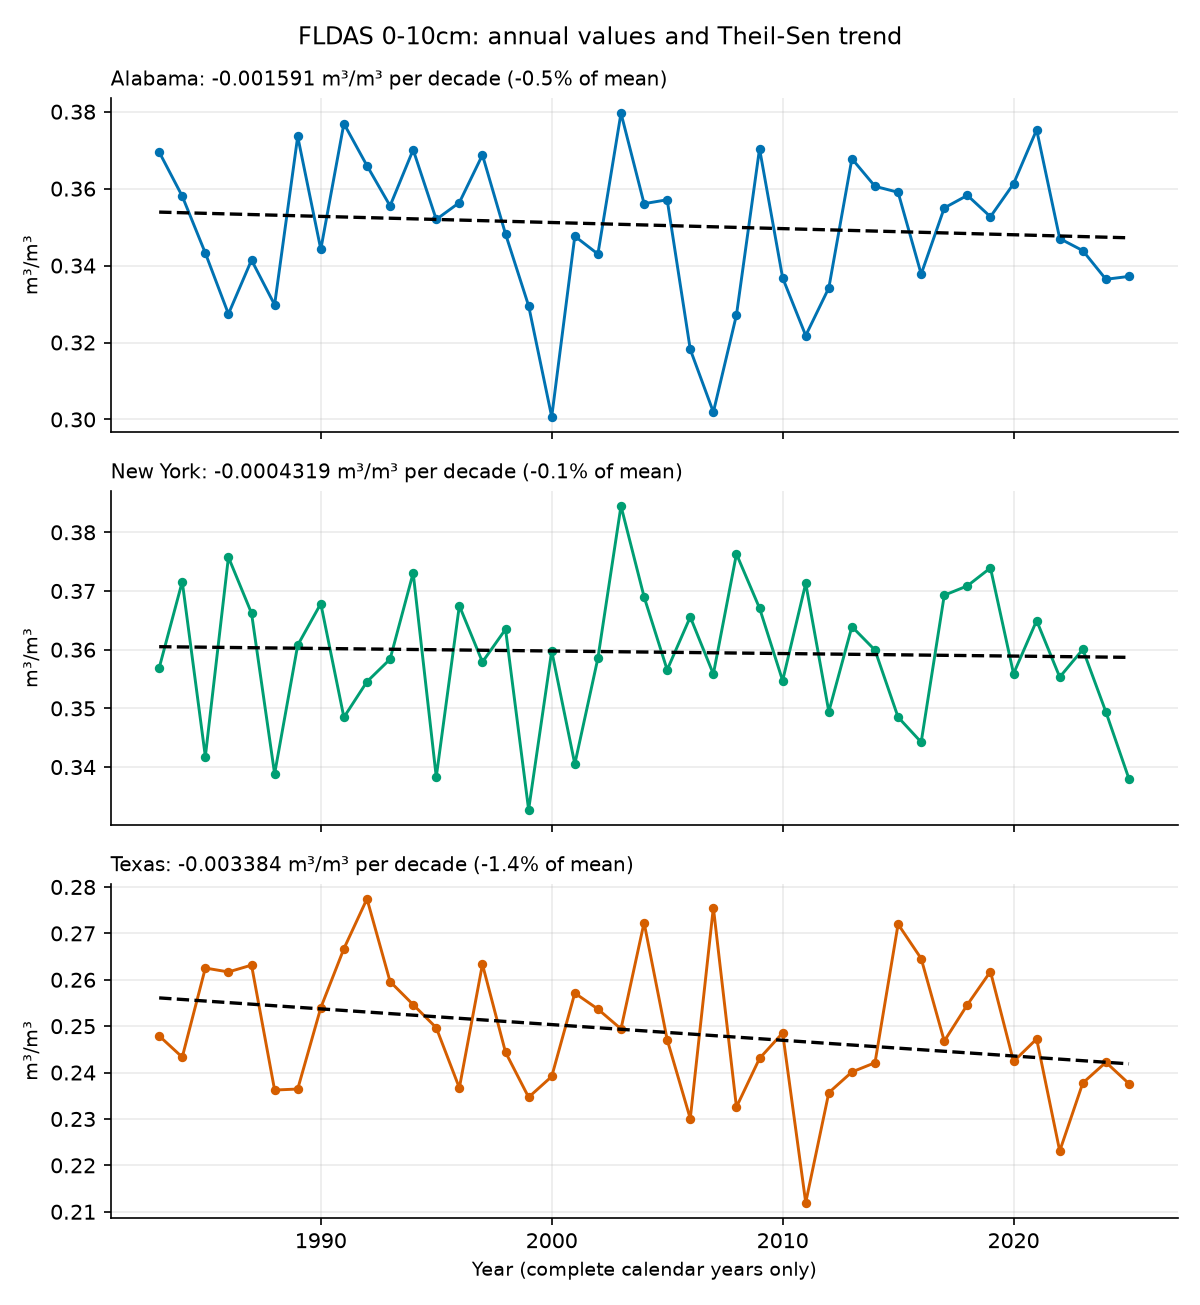 FLDAS 0-10cm: annual values and Theil-Sen trend
Alabama: -0.001591 m³/m³ per decade (-0.5% of mean)
0.38
0.36
0.34
0.32
0.30
m³/m³
New York: -0.0004319 m³/m³ per decade (-0.1% of mean)
0.38
0.37
0.36
0.35
0.34
m³/m³
Texas: -0.003384 m³/m³ per decade (-1.4% of mean)
0.28
0.27
0.26
0.25
0.24
0.23
0.22
0.21
m³/m³
1990 2000 2010 2020
Year (complete calendar years only)